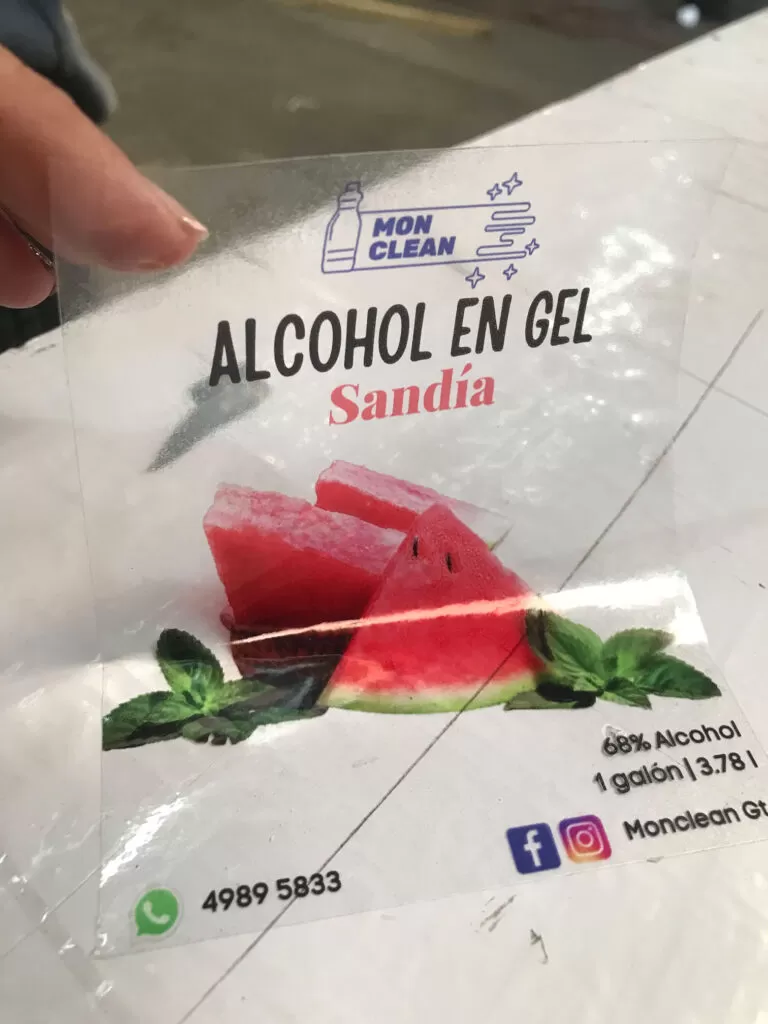 MON
CLEAN
ALCOHOL EN GEL
Sandía
68% Alcohol
1 galón | 3.78 l
Monclean Gt
4989 5833